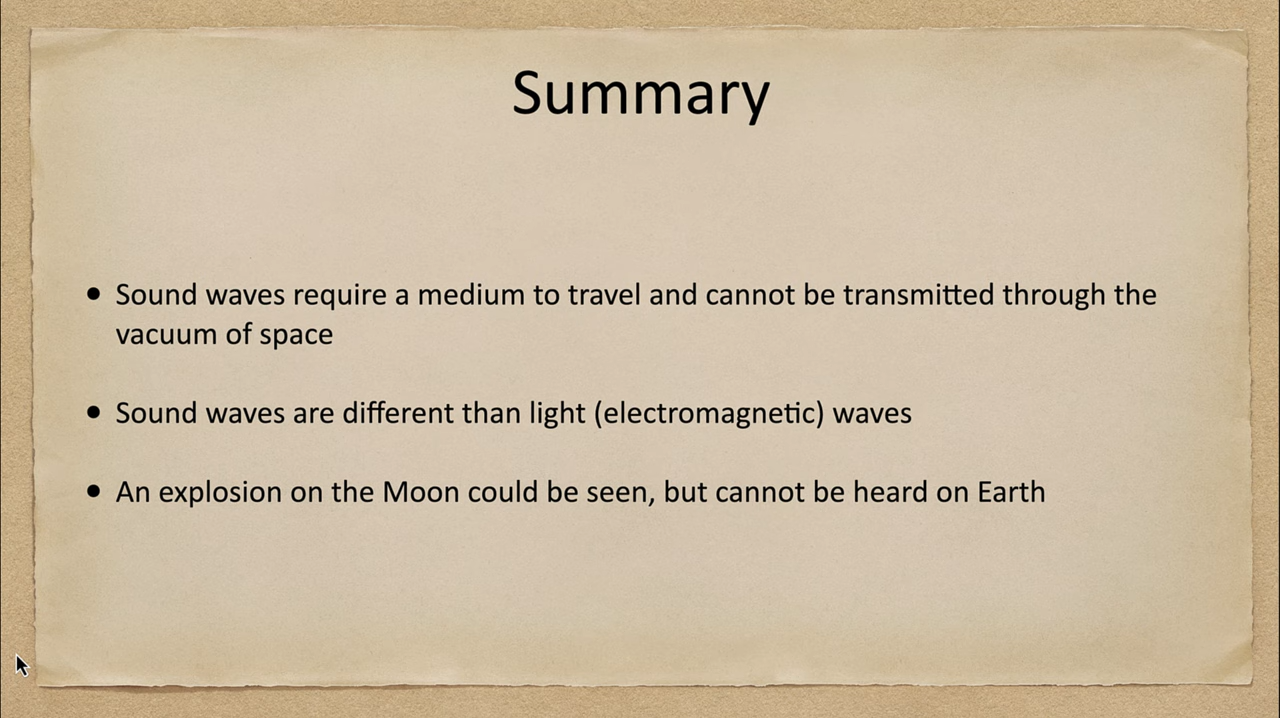 Summary
• Sound waves require a medium to travel and cannot be transmitted through the
vacuum of space
• Sound waves are different than light (electromagnetic) waves
• An explosion on the Moon could be seen, but cannot be heard on Earth